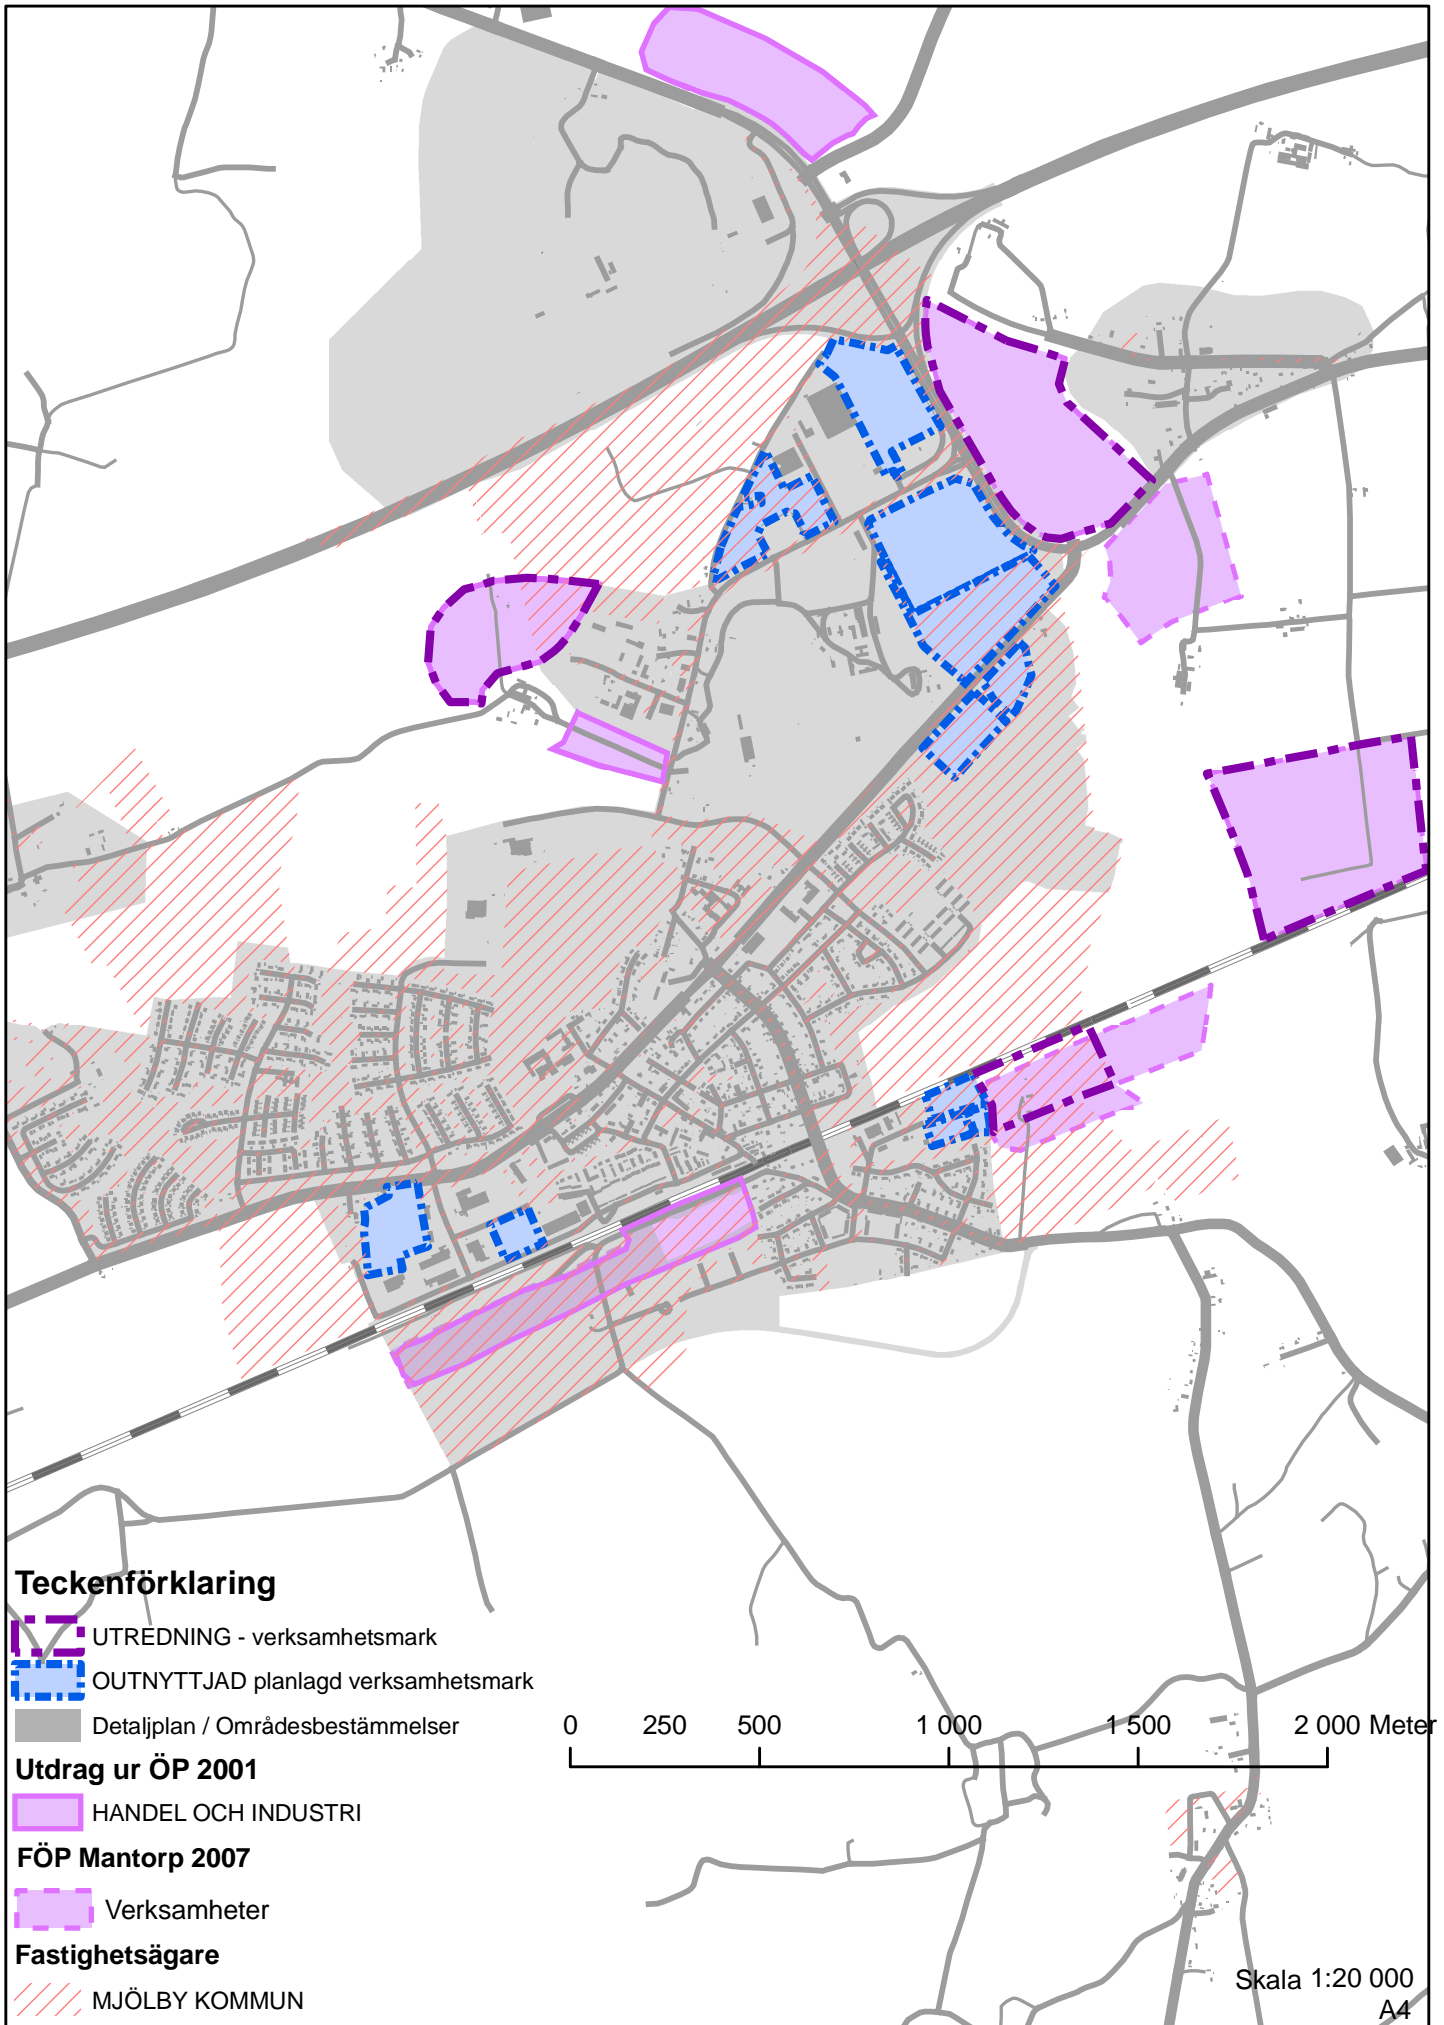 Teckenförklaring
UTREDNING - verksamhetsmark
OUTNYTTJAD planlagd verksamhetsmark
Detaljplan / Områdesbestämmelser
0 250 500 1 000 1 500 2 000 Meter
Utdrag ur ÖP 2001
HANDEL OCH INDUSTRI
FÖP Mantorp 2007
Verksamheter
Fastighetsägare
MJÖLBY KOMMUN
Skala 1:20 000
A4